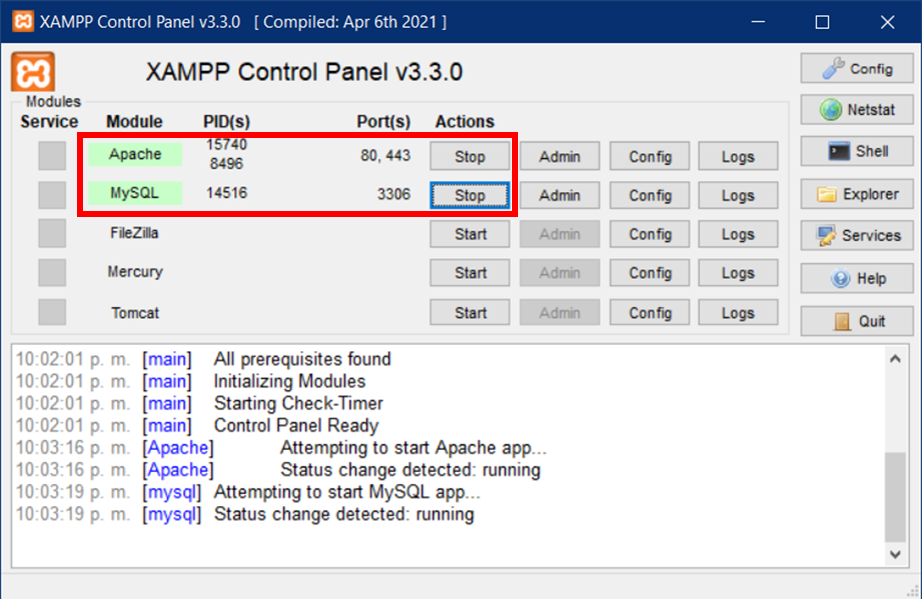 XAMPP Control Panel v3.3.0 [ Compiled: Apr 6th 2021 ]
XAMPP Control Panel v3.3.0
Config
Modules
Service Module PID(s) Port(s) Actions
Netstat
Apache 15740 8496 80, 443 Stop Admin Config Logs
Shell
MySQL 14516 3306 Stop Admin Config Logs
Explorer
FileZilla Start Admin Config Logs
Services
Mercury Start Admin Config Logs
Help
Tomcat Start Admin Config Logs
Quit
10:02:01 p. m. [main] All prerequisites found
10:02:01 p. m. [main] Initializing Modules
10:02:01 p. m. [main] Starting Check-Timer
10:02:01 p. m. [main] Control Panel Ready
10:03:16 p. m. [Apache] Attempting to start Apache app...
10:03:16 p. m. [Apache] Status change detected: running
10:03:19 p. m. [mysql] Attempting to start MySQL app...
10:03:19 p. m. [mysql] Status change detected: running